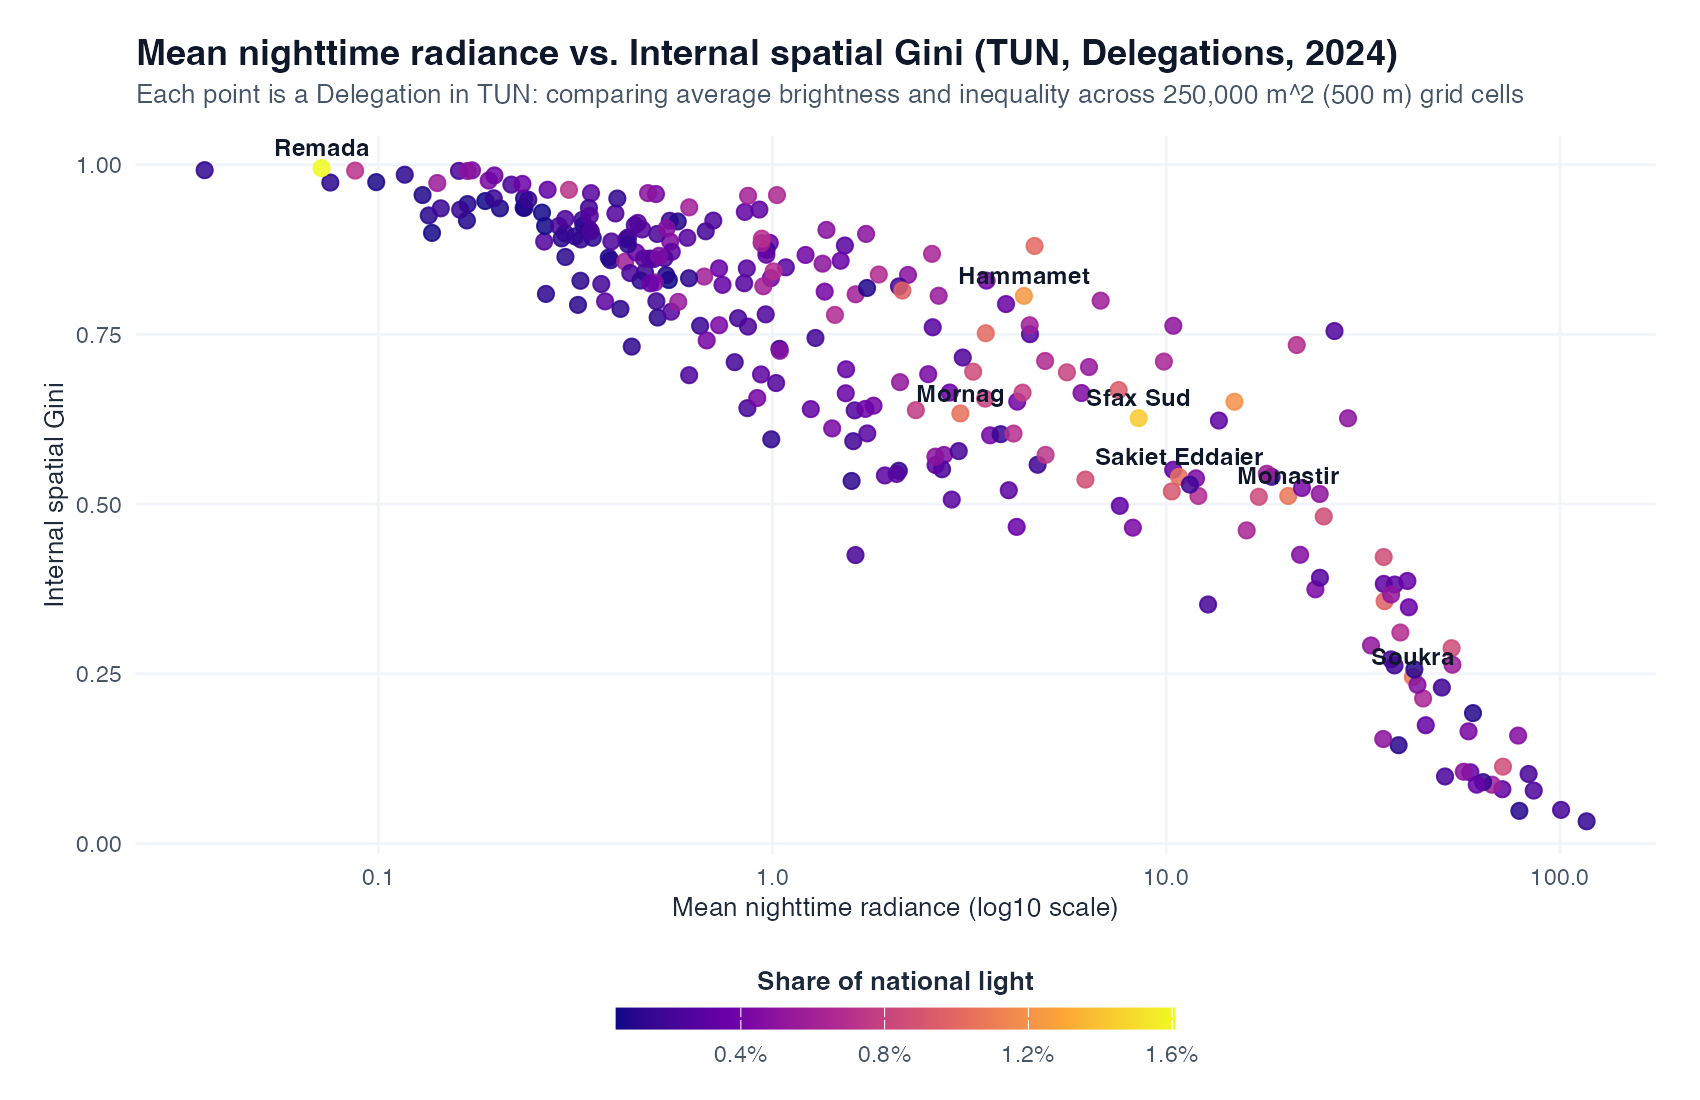 Mean nighttime radiance vs. Internal spatial Gini (TUN, Delegations, 2024)
Each point is a Delegation in TUN: comparing average brightness and inequality across 250,000 m^2 (500 m) grid cells
Remada
1.00
Hammamet
0.75
Mornag
Sfax Sud
Sakiet Eddaier
Monastir
0.50
Soukra
0.25
0.00
Internal spatial Gini
0.1
1.0
10.0
100.0
Mean nighttime radiance (log10 scale)
Share of national light
0.4%
0.8%
1.2%
1.6%